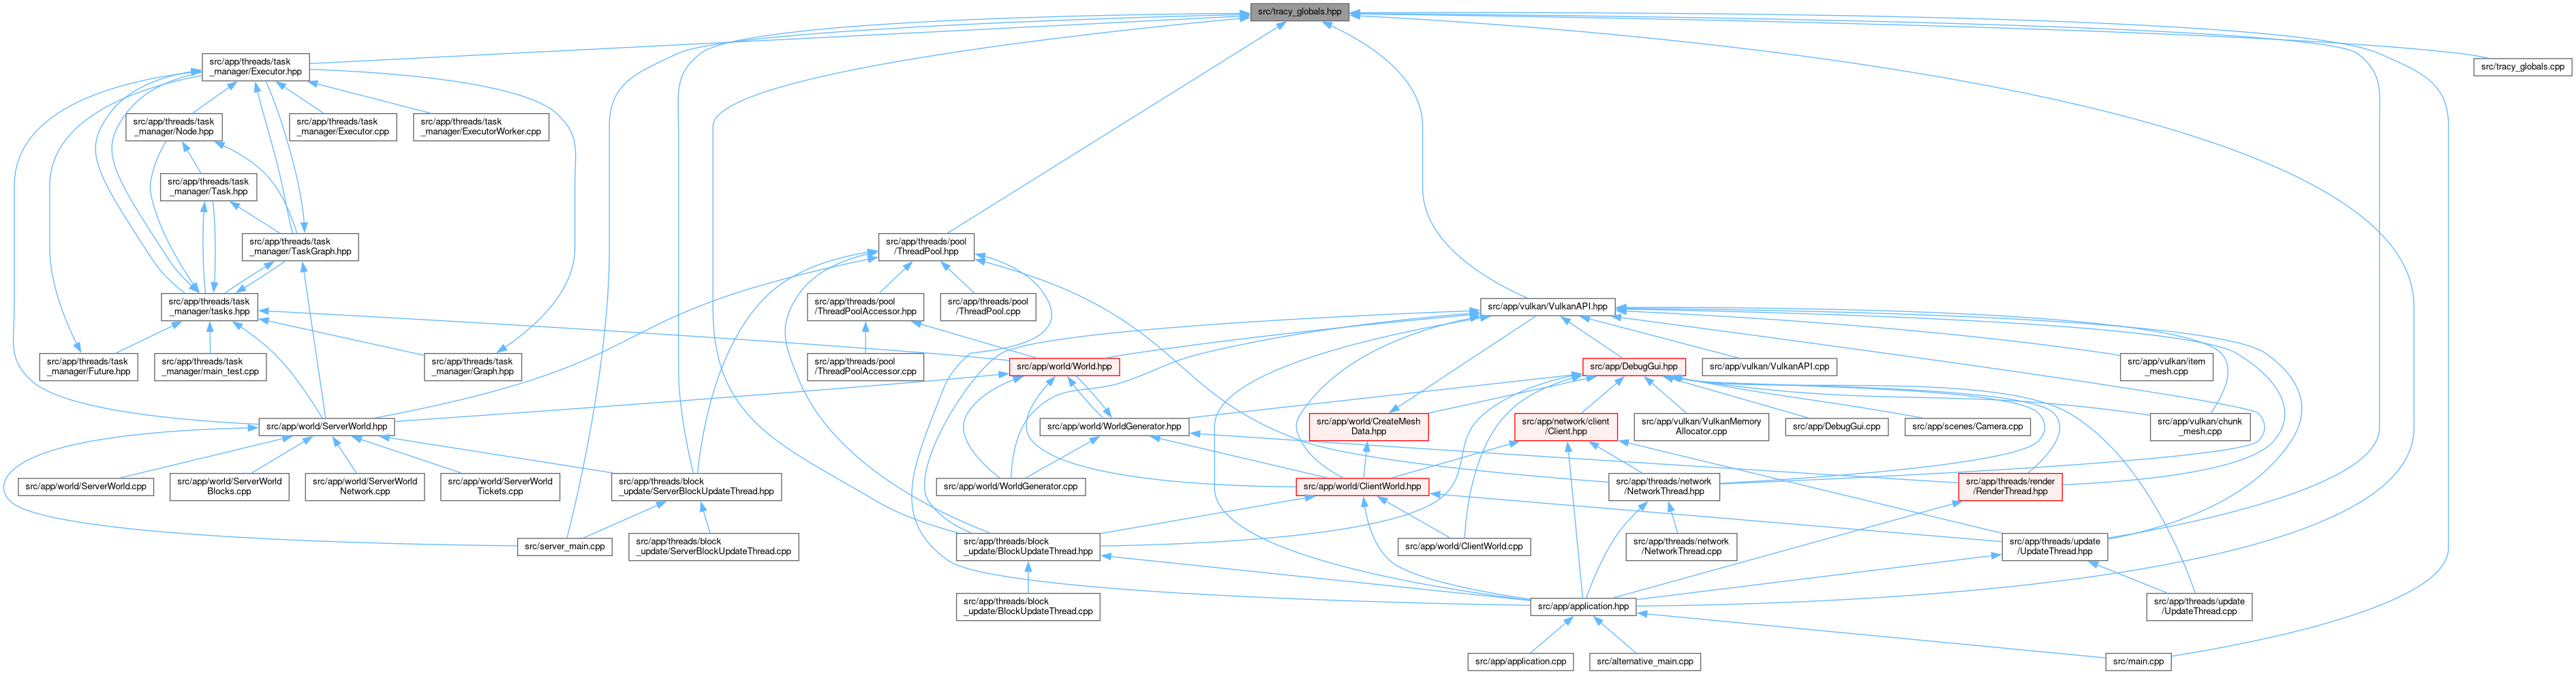 src/tracy_globals.hpp
src/app/threads/task
_manager/Executor.hpp
src/tracy_globals.cpp
src/app/threads/task
_manager/Node.hpp
src/app/threads/task
_manager/Executor.cpp
src/app/threads/task
_manager/ExecutorWorker.cpp
src/app/threads/task
_manager/Task.hpp
src/app/threads/task
_manager/TaskGraph.hpp
src/app/threads/pool
/ThreadPool.hpp
src/app/threads/task
_manager/tasks.hpp
src/app/threads/pool
/ThreadPoolAccessor.hpp
src/app/threads/pool
/ThreadPool.cpp
src/app/vulkan/VulkanAPI.hpp
src/app/threads/task
_manager/Future.hpp
src/app/threads/task
_manager/main_test.cpp
src/app/threads/task
_manager/Graph.hpp
src/app/threads/pool
/ThreadPoolAccessor.cpp
src/app/world/World.hpp
src/app/DebugGui.hpp
src/app/vulkan/VulkanAPI.cpp
src/app/vulkan/item
_mesh.cpp
src/app/world/ServerWorld.hpp
src/app/world/WorldGenerator.hpp
src/app/world/CreateMesh
Data.hpp
src/app/network/client
/Client.hpp
src/app/vulkan/VulkanMemory
Allocator.cpp
src/app/DebugGui.cpp
src/app/scenes/Camera.cpp
src/app/vulkan/chunk
_mesh.cpp
src/app/world/ServerWorld.cpp
src/app/world/ServerWorld
Blocks.cpp
src/app/world/ServerWorld
Network.cpp
src/app/world/ServerWorld
Tickets.cpp
src/app/threads/block
_update/ServerBlockUpdateThread.hpp
src/app/world/WorldGenerator.cpp
src/app/world/ClientWorld.hpp
src/app/threads/network
/NetworkThread.hpp
src/app/threads/render
/RenderThread.hpp
src/server_main.cpp
src/app/threads/block
_update/ServerBlockUpdateThread.cpp
src/app/threads/block
_update/BlockUpdateThread.hpp
src/app/world/ClientWorld.cpp
src/app/threads/network
/NetworkThread.cpp
src/app/threads/update
/UpdateThread.hpp
src/app/threads/block
_update/BlockUpdateThread.cpp
src/app/application.hpp
src/app/threads/update
/UpdateThread.cpp
src/app/application.cpp
src/alternative_main.cpp
src/main.cpp